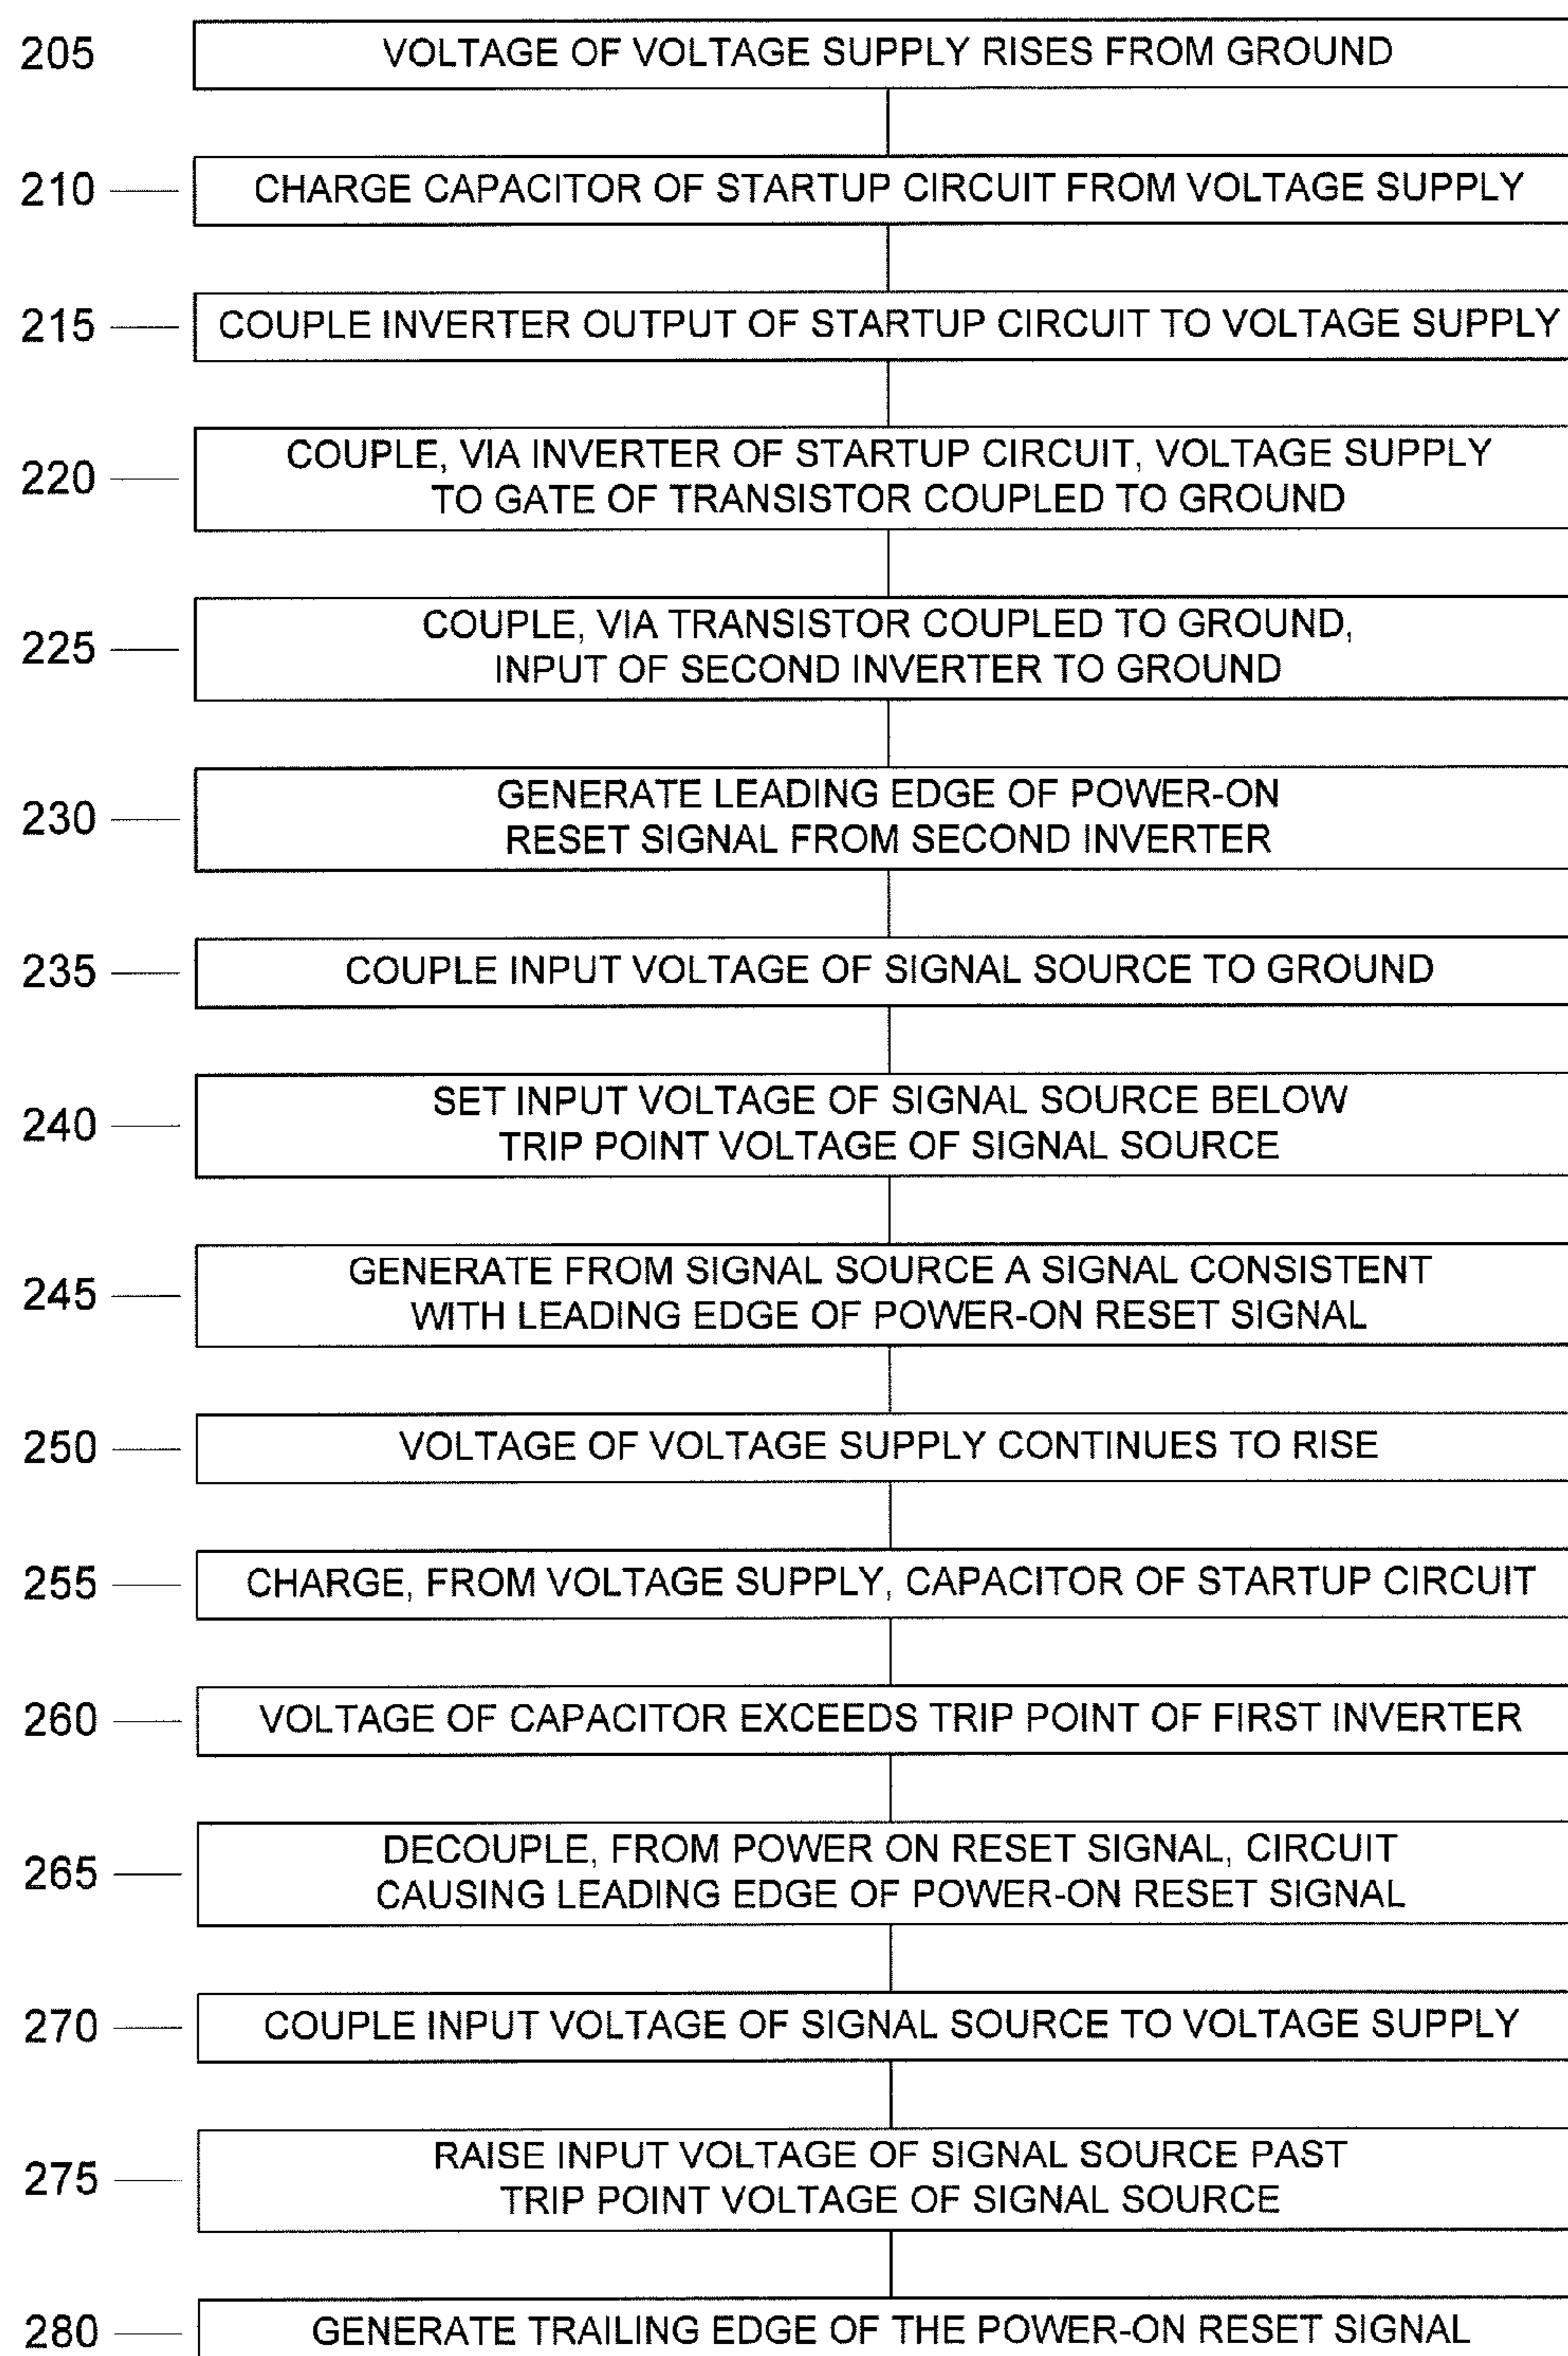 205 VOLTAGE OF VOLTAGE SUPPLY RISES FROM GROUND
210 CHARGE CAPACITOR OF STARTUP CIRCUIT FROM VOLTAGE SUPPLY
215 COUPLE INVERTER OUTPUT OF STARTUP CIRCUIT TO VOLTAGE SUPPLY
220 COUPLE, VIA INVERTER OF STARTUP CIRCUIT, VOLTAGE SUPPLY
TO GATE OF TRANSISTOR COUPLED TO GROUND
225 COUPLE, VIA TRANSISTOR COUPLED TO GROUND,
INPUT OF SECOND INVERTER TO GROUND
230 GENERATE LEADING EDGE OF POWER-ON
RESET SIGNAL FROM SECOND INVERTER
235 COUPLE INPUT VOLTAGE OF SIGNAL SOURCE TO GROUND
240 SET INPUT VOLTAGE OF SIGNAL SOURCE BELOW
TRIP POINT VOLTAGE OF SIGNAL SOURCE
245 GENERATE FROM SIGNAL SOURCE A SIGNAL CONSISTENT
WITH LEADING EDGE OF POWER-ON RESET SIGNAL
250 VOLTAGE OF VOLTAGE SUPPLY CONTINUES TO RISE
255 CHARGE, FROM VOLTAGE SUPPLY, CAPACITOR OF STARTUP CIRCUIT
260 VOLTAGE OF CAPACITOR EXCEEDS TRIP POINT OF FIRST INVERTER
265 DECOUPLE, FROM POWER ON RESET SIGNAL, CIRCUIT
CAUSING LEADING EDGE OF POWER-ON RESET SIGNAL
270 COUPLE INPUT VOLTAGE OF SIGNAL SOURCE TO VOLTAGE SUPPLY
275 RAISE INPUT VOLTAGE OF SIGNAL SOURCE PAST
TRIP POINT VOLTAGE OF SIGNAL SOURCE
280 GENERATE TRAILING EDGE OF THE POWER-ON RESET SIGNAL